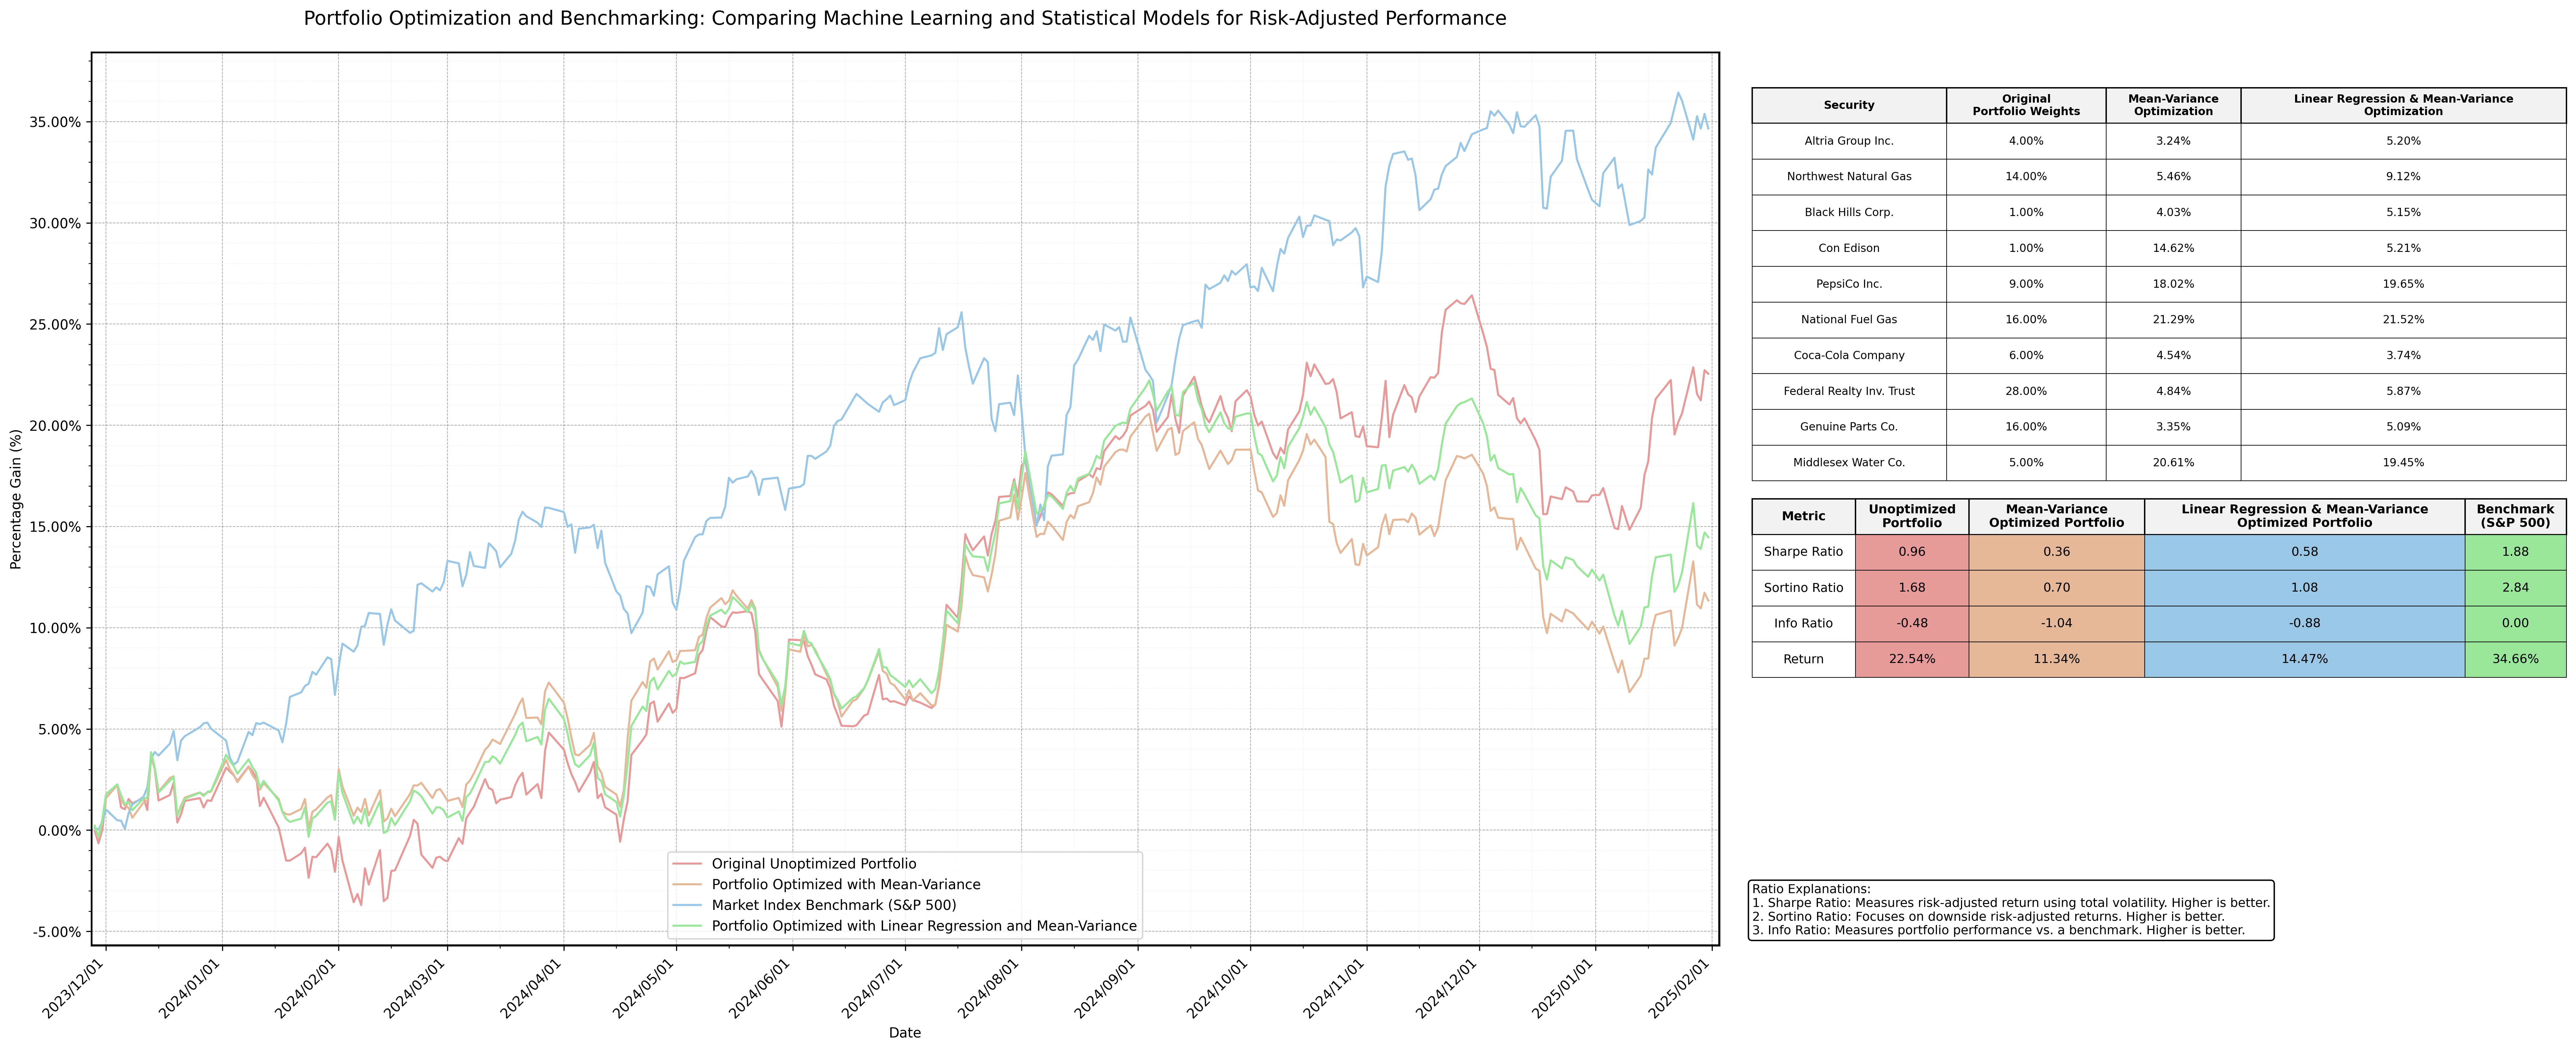 Portfolio Optimization and Benchmarking: Comparing Machine Learning and Statistical Models for Risk-Adjusted Performance
Percentage Gain (%)
35.00%
30.00%
25.00%
20.00%
15.00%
10.00%
5.00%
0.00%
-5.00%
Original Unoptimized Portfolio
Portfolio Optimized with Mean-Variance
Market Index Benchmark (S&P 500)
Portfolio Optimized with Linear Regression and Mean-Variance
2023/12/01
2024/01/01
2024/02/01
2024/03/01
2024/04/01
2024/05/01
2024/06/01
2024/07/01
2024/08/01
2024/09/01
2024/10/01
2024/11/01
2024/12/01
2025/01/01
2025/02/01
Date
Security
Original
Portfolio Weights
Mean-Variance
Optimization
Linear Regression & Mean-Variance
Optimization
Altria Group Inc. 4.00% 3.24% 5.20%
Northwest Natural Gas 14.00% 5.46% 9.12%
Black Hills Corp. 1.00% 4.03% 5.15%
Con Edison 1.00% 14.62% 5.21%
PepsiCo Inc. 9.00% 18.02% 19.65%
National Fuel Gas 16.00% 21.29% 21.52%
Coca-Cola Company 6.00% 4.54% 3.74%
Federal Realty Inv. Trust 28.00% 4.84% 5.87%
Genuine Parts Co. 16.00% 3.35% 5.09%
Middlesex Water Co. 5.00% 20.61% 19.45%
Metric
Unoptimized
Portfolio
Mean-Variance
Optimized Portfolio
Linear Regression & Mean-Variance
Optimized Portfolio
Benchmark
(S&P 500)
Sharpe Ratio 0.96 0.36 0.58 1.88
Sortino Ratio 1.68 0.70 1.08 2.84
Info Ratio -0.48 -1.04 -0.88 0.00
Return 22.54% 11.34% 14.47% 34.66%
Ratio Explanations:
1. Sharpe Ratio: Measures risk-adjusted return using total volatility. Higher is better.
2. Sortino Ratio: Focuses on downside risk-adjusted returns. Higher is better.
3. Info Ratio: Measures portfolio performance vs. a benchmark. Higher is better.